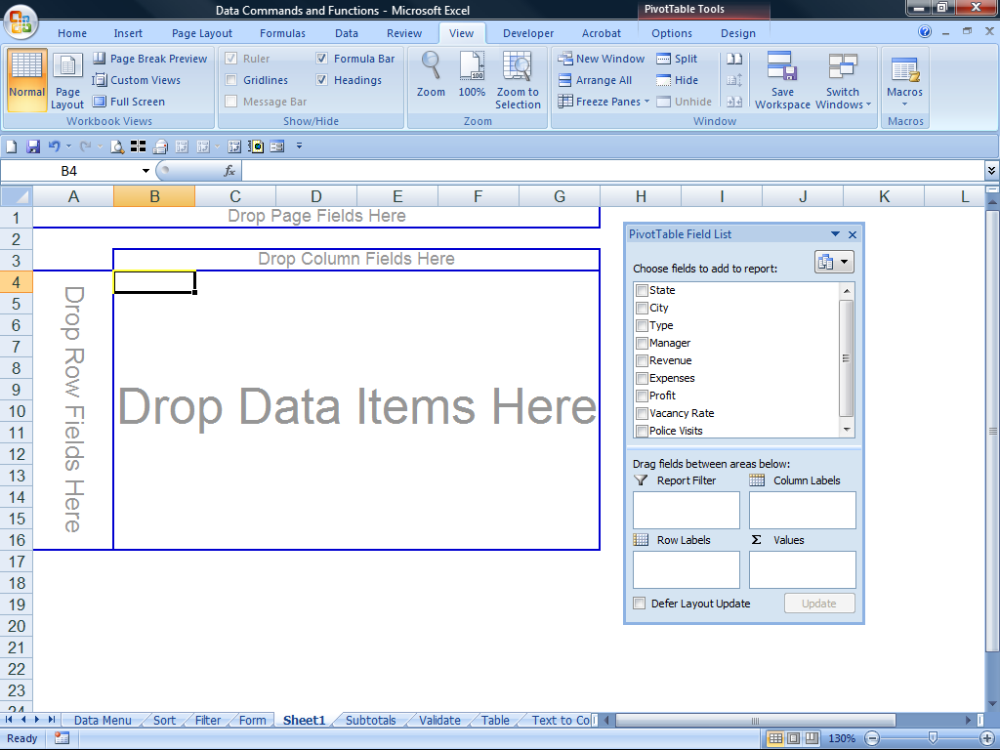 Data Commands and Functions - Microsoft Excel
PivotTable Tools
Home Insert Page Layout Formulas Data Review View Developer Acrobat Options Design
Normal
Page Layout
Page Break Preview
Custom Views
Full Screen
Workbook Views
Ruler
Gridlines
Message Bar
Formula Bar
Headings
Show/Hide
Zoom
100%
Zoom to Selection
Zoom
New Window
Arrange All
Freeze Panes
Split
Hide
Unhide
Save Workspace
Switch Windows
Window
Macros
Macros
B4
fx
A B C D E F G H I J K L
1
2
3
4
5
6
7
8
9
10
11
12
13
14
15
16
17
18
19
20
21
22
23
24
Drop Page Fields Here
Drop Column Fields Here
Drop Row Fields Here
Drop Data Items Here
PivotTable Field List
Choose fields to add to report:
State
City
Type
Manager
Revenue
Expenses
Profit
Vacancy Rate
Police Visits
Drag fields between areas below:
Report Filter
Column Labels
Row Labels
Σ Values
Defer Layout Update
Update
Data Menu Sort Filter Form Sheet1 Subtotals Validate Table Text to Co
Ready
130%